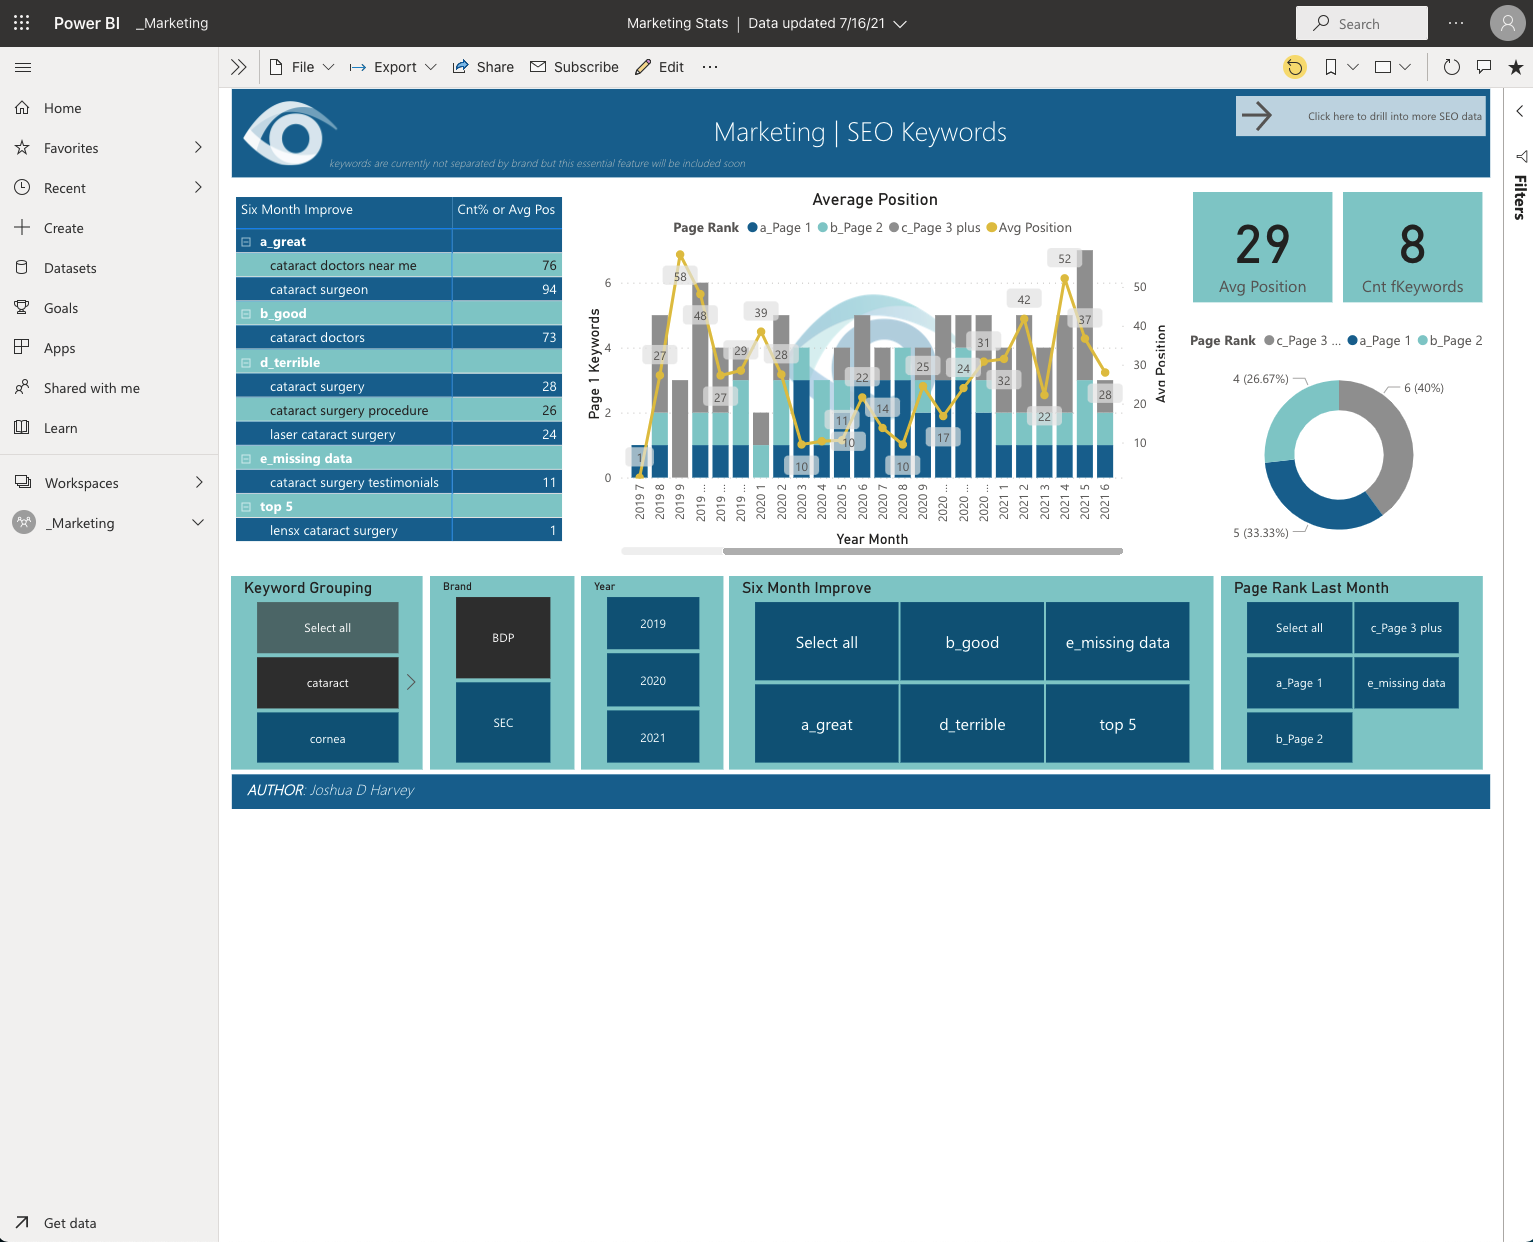 Power BI
_Marketing
Marketing Stats | Data updated 7/16/21
Search
File
Export
Share
Subscribe
Edit
Home
Favorites
Recent
Create
Datasets
Goals
Apps
Shared with me
Learn
Workspaces
_Marketing
Get data
Marketing | SEO Keywords
keywords are currently not separated by brand but this essential feature will be included soon
Click here to drill into more SEO data
Filters
Six Month Improve Cnt% or Avg Pos
a_great
cataract doctors near me 76
cataract surgeon 94
b_good
cataract doctors 73
d_terrible
cataract surgery 28
cataract surgery procedure 26
laser cataract surgery 24
e_missing data
cataract surgery testimonials 11
top 5
lensx cataract surgery 1
Average Position
Page Rank a_Page 1 b_Page 2 c_Page 3 plus Avg Position
Page 1 Keywords
6
4
2
0
50
40
30
20
10
Avg Position
1 27 58 48 27 29 39 28 10 11 10 22 14 10 25 17 24 31 32 42 22 52 37 28
2019 7 2019 8 2019 9 2019 ... 2019 ... 2019 ... 2020 1 2020 2 2020 3 2020 4 2020 5 2020 6 2020 7 2020 8 2020 9 2020 ... 2020 ... 2020 ... 2021 1 2021 2 2021 3 2021 4 2021 5 2021 6
Year Month
29
Avg Position
8
Cnt fKeywords
Page Rank c_Page 3 ... a_Page 1 b_Page 2
4 (26.67%)
6 (40%)
5 (33.33%)
Keyword Grouping
Select all
cataract
cornea
Brand
BDP
SEC
Year
2019
2020
2021
Six Month Improve
Select all b_good e_missing data
a_great d_terrible top 5
Page Rank Last Month
Select all c_Page 3 plus
a_Page 1 e_missing data
b_Page 2
AUTHOR: Joshua D Harvey